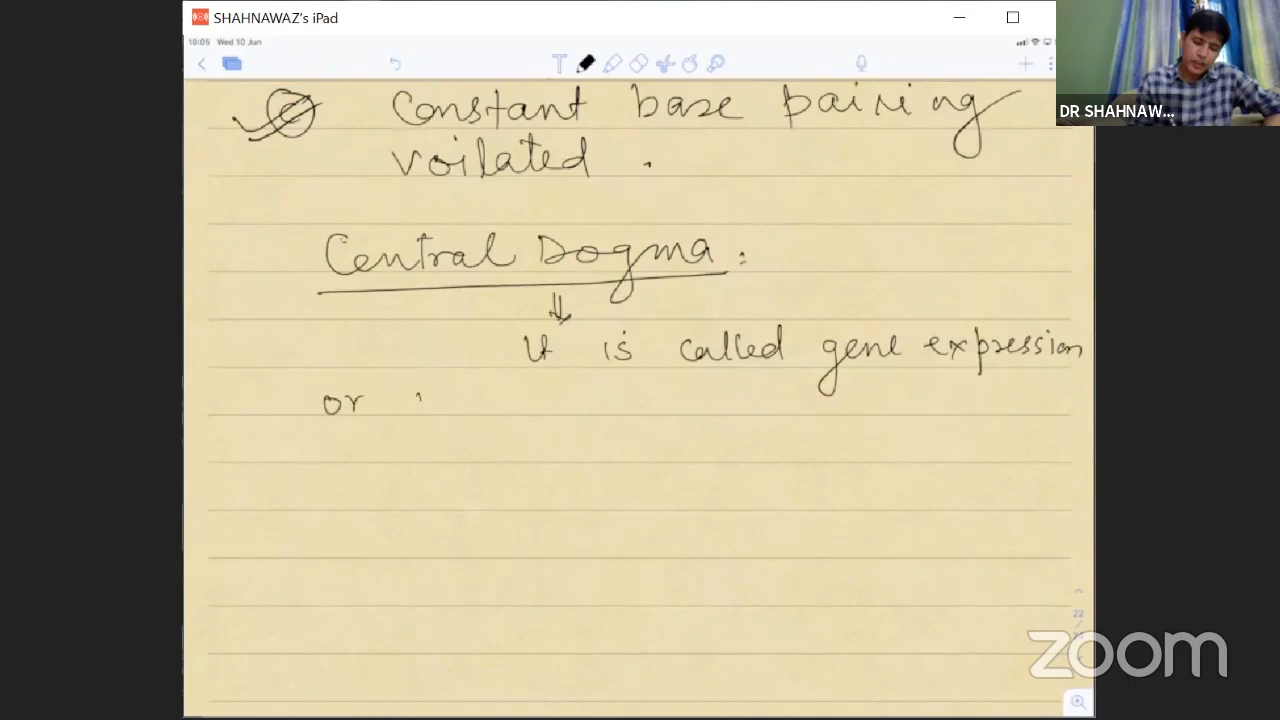 SHAHNAWAZ's iPad
10:05 Wed 10 Jun
DR SHAHNAW...
Constant base pairing
voilated .
Central Dogma :
It is called gene expression
or
22
zoom